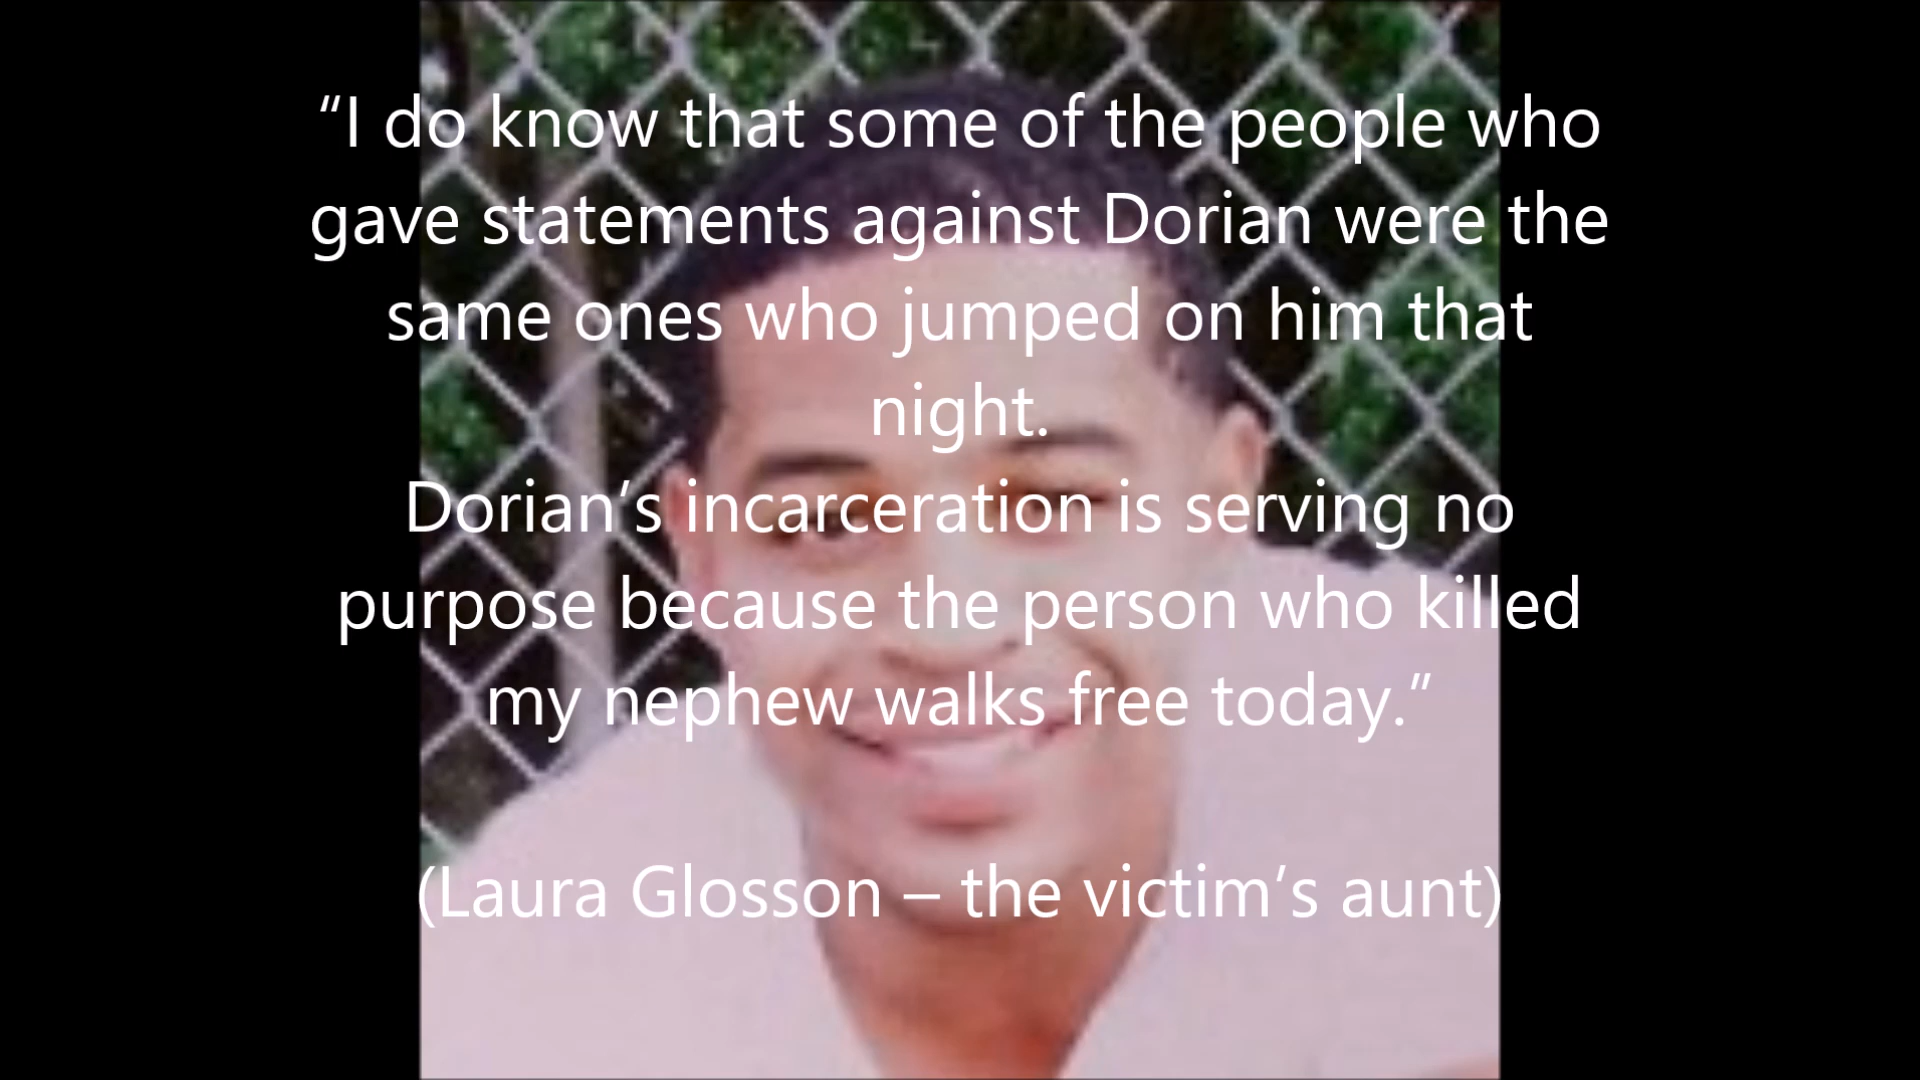 “I do know that some of the people who
gave statements against Dorian were the
same ones who jumped on him that
night.
Dorian’s incarceration is serving no
purpose because the person who killed
my nephew walks free today.”
(Laura Glosson – the victim’s aunt)